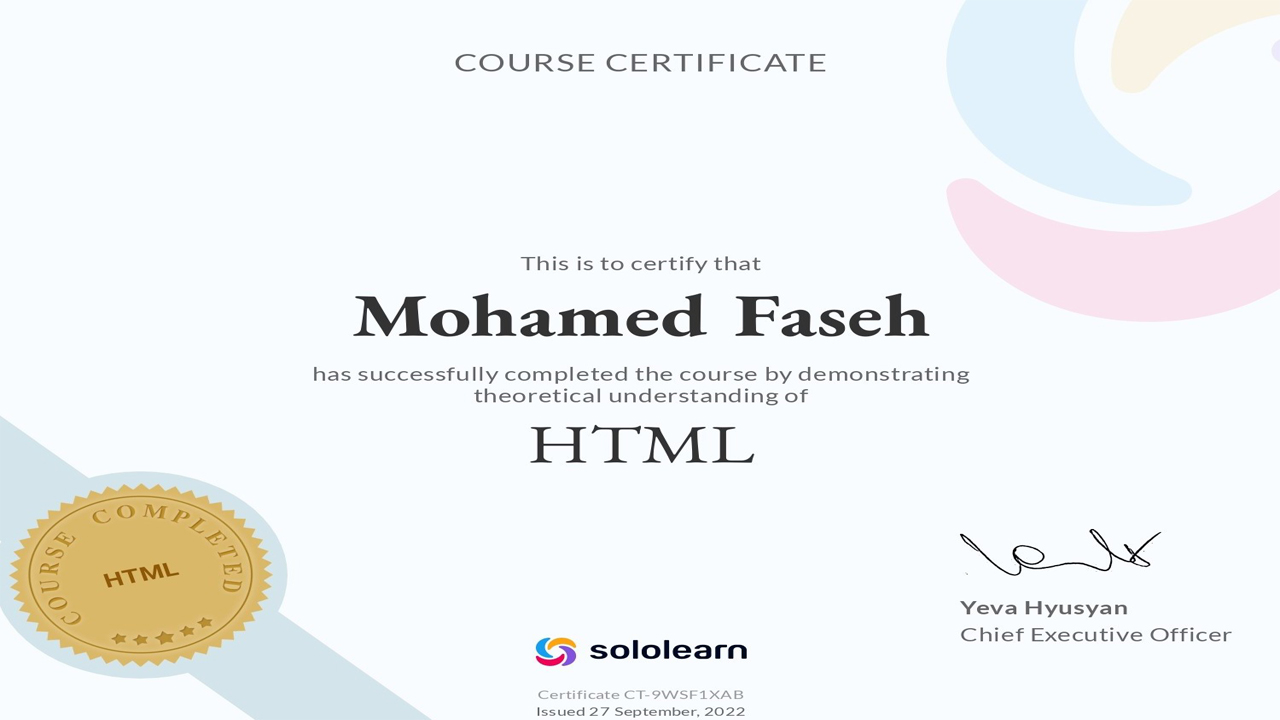 COURSE CERTIFICATE
This is to certify that
Mohamed Faseh
has successfully completed the course by demonstrating
theoretical understanding of
HTML
COURSE COMPLETED
HTML
Yeva Hyusyan
Chief Executive Officer
sololearn
Certificate CT-9WSF1XAB
Issued 27 September, 2022